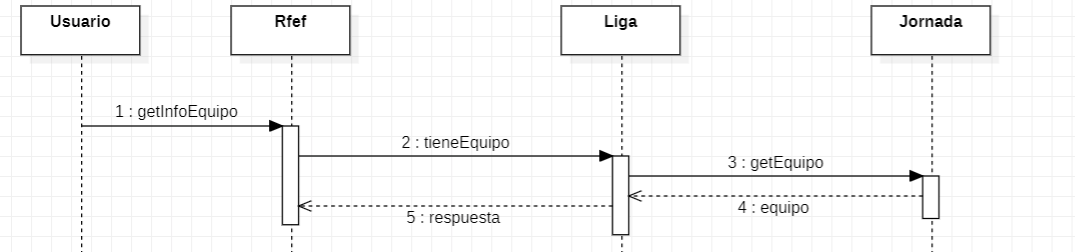 Usuario
Rfef
Liga
Jornada
1 : getInfoEquipo
2 : tieneEquipo
3 : getEquipo
4 : equipo
5 : respuesta